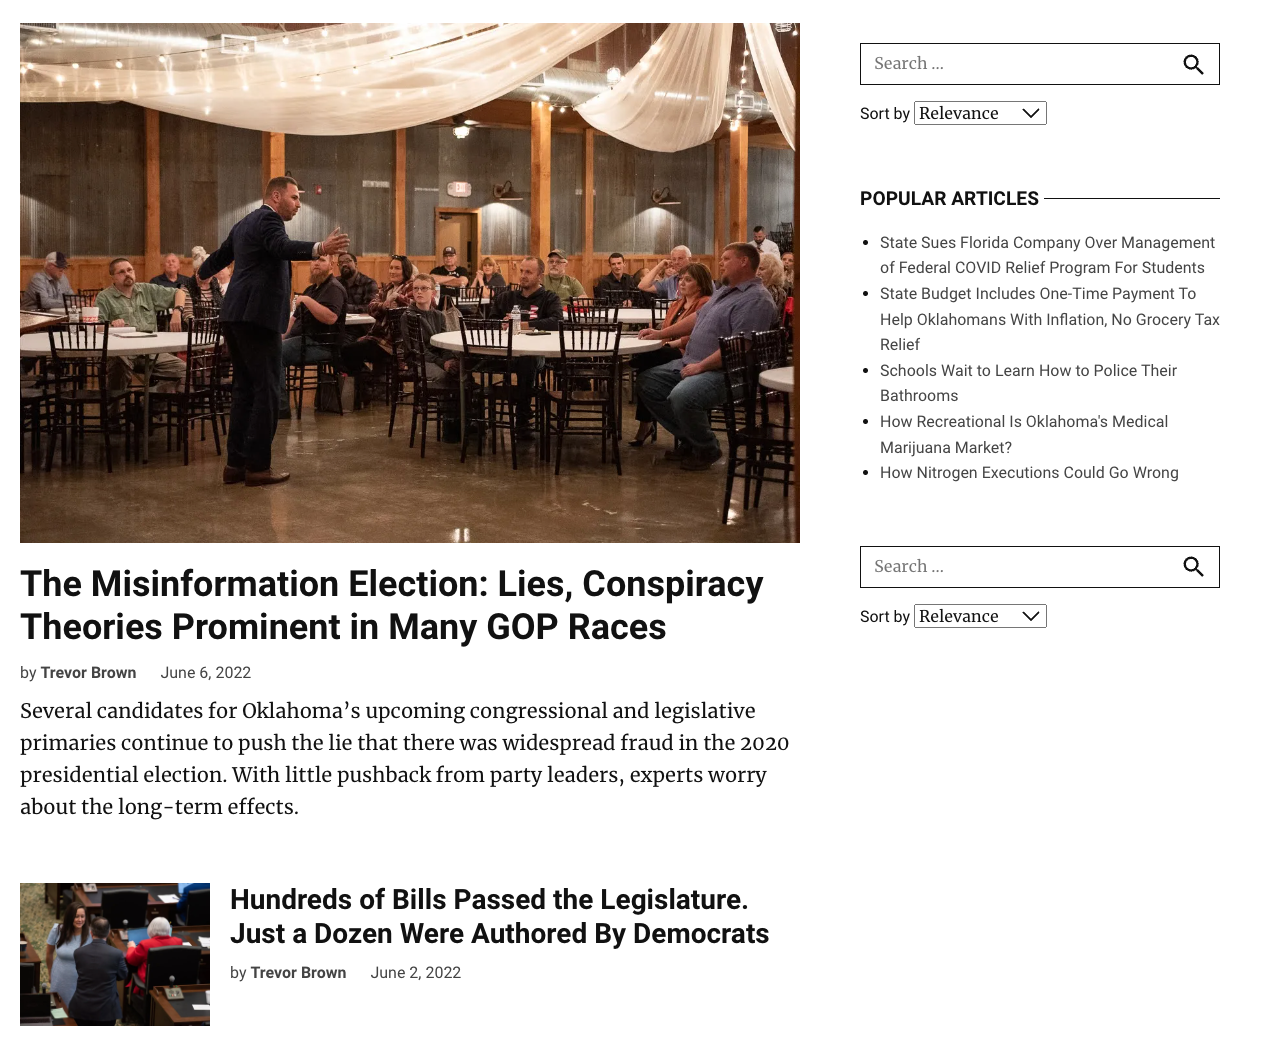 The Misinformation Election: Lies, Conspiracy
Theories Prominent in Many GOP Races
by Trevor Brown June 6, 2022
Several candidates for Oklahoma’s upcoming congressional and legislative
primaries continue to push the lie that there was widespread fraud in the 2020
presidential election. With little pushback from party leaders, experts worry
about the long-term effects.
Hundreds of Bills Passed the Legislature.
Just a Dozen Were Authored By Democrats
by Trevor Brown June 2, 2022
Search …
Sort by Relevance
POPULAR ARTICLES
State Sues Florida Company Over Management
of Federal COVID Relief Program For Students
State Budget Includes One-Time Payment To
Help Oklahomans With Inflation, No Grocery Tax
Relief
Schools Wait to Learn How to Police Their
Bathrooms
How Recreational Is Oklahoma's Medical
Marijuana Market?
How Nitrogen Executions Could Go Wrong
Search …
Sort by Relevance